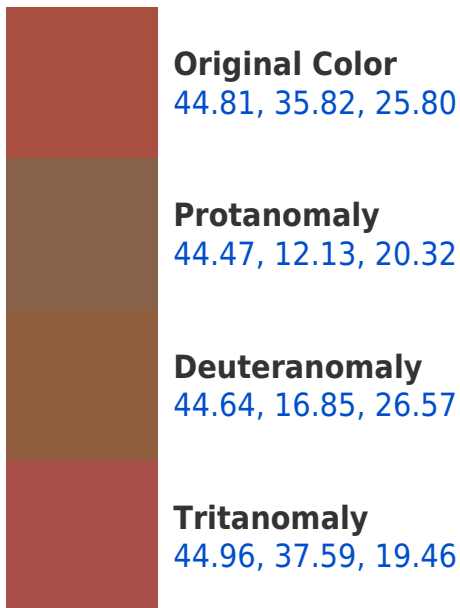 Original Color
44.81, 35.82, 25.80
Protanomaly
44.47, 12.13, 20.32
Deuteranomaly
44.64, 16.85, 26.57
Tritanomaly
44.96, 37.59, 19.46